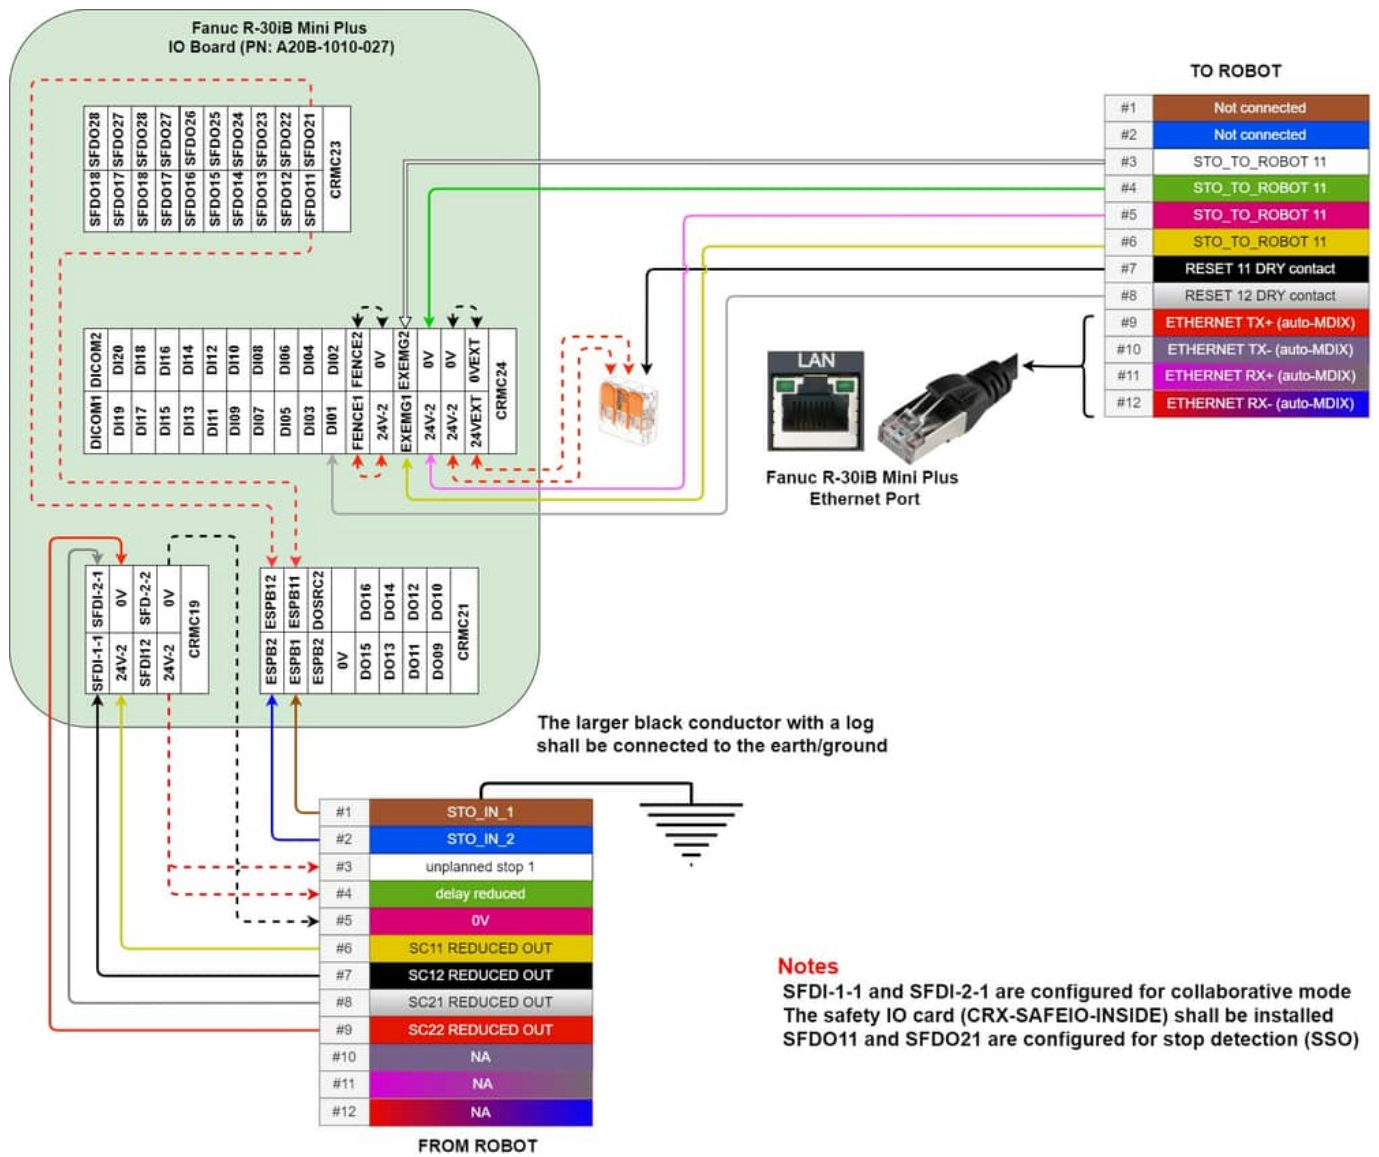 Fanuc R-30iB Mini Plus
IO Board (PN: A20B-1010-027)
SFDO28 SFDO27 SFDO28 SFDO27 SFDO26 SFDO25 SFDO24 SFDO23 SFDO22 SFDO21
SFDO18 SFDO17 SFDO18 SFDO17 SFDO16 SFDO15 SFDO14 SFDO13 SFDO12 SFDO11
CRMC23
TO ROBOT
#1 Not connected
#2 Not connected
#3 STO_TO_ROBOT 11
#4 STO_TO_ROBOT 11
#5 STO_TO_ROBOT 11
#6 STO_TO_ROBOT 11
#7 RESET 11 DRY contact
#8 RESET 12 DRY contact
#9 ETHERNET TX+ (auto-MDIX)
#10 ETHERNET TX- (auto-MDIX)
#11 ETHERNET RX+ (auto-MDIX)
#12 ETHERNET RX- (auto-MDIX)
DICOM2 DI20 DI18 DI16 DI14 DI12 DI10 DI08 DI06 DI04 DI02 FENCE2 0V EXEMG2 0V 0V 0VEXT
DICOM1 DI19 DI17 DI15 DI13 DI11 DI09 DI07 DI05 DI03 DI01 FENCE1 24V-2 EXEMG1 24V-2 24V-2 24VEXT
CRMC24
LAN
Fanuc R-30iB Mini Plus
Ethernet Port
SFDI-2-1 0V SFD-2-2 0V
SFDI-1-1 24V-2 SFDI12 24V-2
CRMC19
ESPB12 ESPB11 DOSRC2 DO16 DO14 DO12 DO10
ESPB2 ESPB1 ESPB2 0V DO15 DO13 DO11 DO09
CRMC21
The larger black conductor with a log
shall be connected to the earth/ground
#1 STO_IN_1
#2 STO_IN_2
#3 unplanned stop 1
#4 delay reduced
#5 0V
#6 SC11 REDUCED OUT
#7 SC12 REDUCED OUT
#8 SC21 REDUCED OUT
#9 SC22 REDUCED OUT
#10 NA
#11 NA
#12 NA
FROM ROBOT
Notes
SFDI-1-1 and SFDI-2-1 are configured for collaborative mode
The safety IO card (CRX-SAFEIO-INSIDE) shall be installed
SFDO11 and SFDO21 are configured for stop detection (SSO)